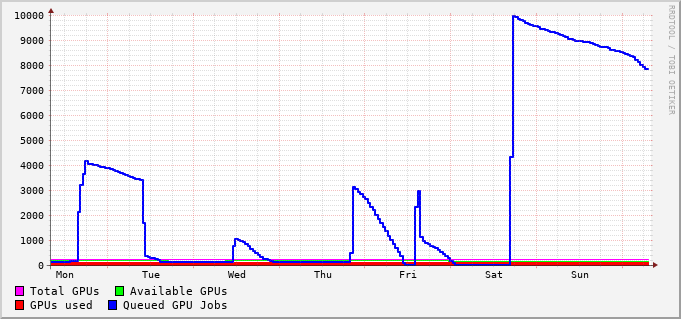 10000
9000
8000
7000
6000
5000
4000
3000
2000
1000
0
Mon Tue Wed Thu Fri Sat Sun
Total GPUs Available GPUs
GPUs used Queued GPU Jobs
RRDTOOL / TOBI OETIKER